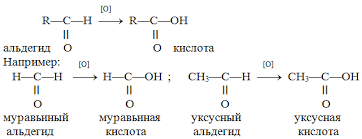 [O]
R—C—H ⟶ R—C—OH
|| ||
альдегид O O кислота
Например:
[O] [O]
H—C—H ⟶ H—C—OH ; CH₃—C—H ⟶ CH₃—C—OH
|| || || ||
O O O O
муравьиный муравьиная уксусный уксусная
альдегид кислота альдегид кислота